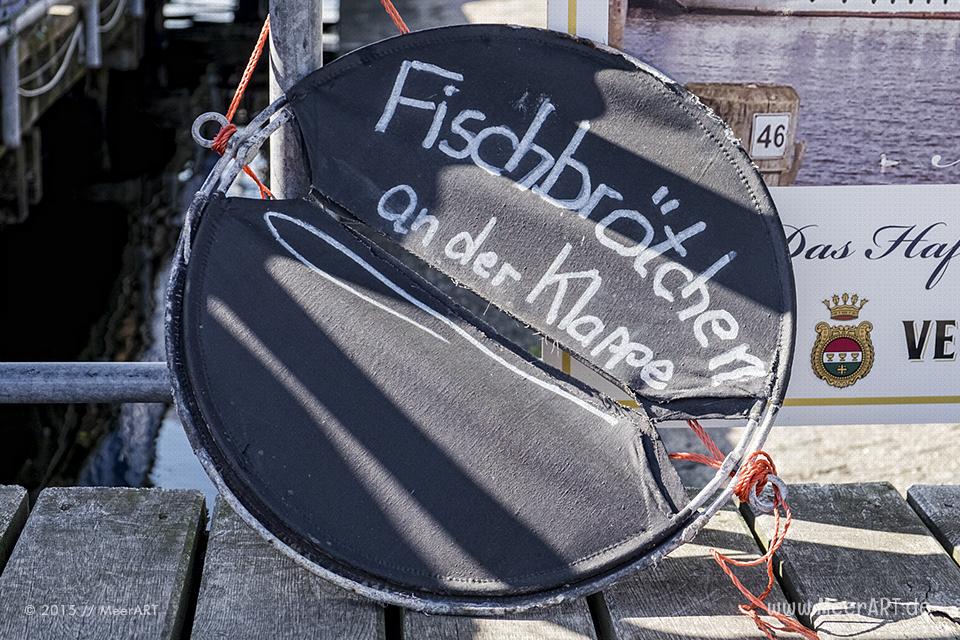 Fischbrötchen
an der Klappe
46
Das Haf
VE
© 2015 // MeerART
www.MeerART.de